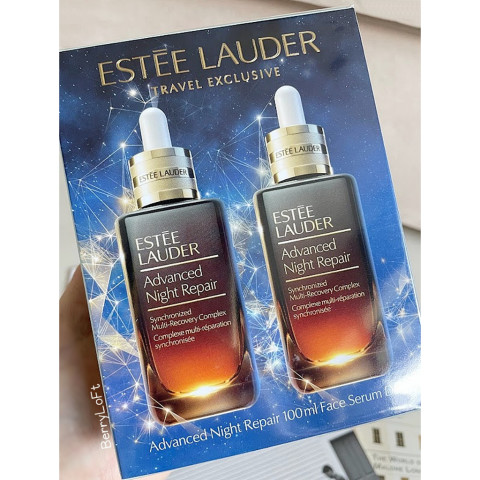 ESTĒE LAUDER
TRAVEL EXCLUSIVE
ESTĒE LAUDER
ESTĒE
LAUDER
Advanced
Night Repair
Synchronized
Multi-Recovery Complex
Complexe multi-réparation
synchronisée
ESTĒE LAUDER
ESTĒE
LAUDER
Advanced
Night Repair
Synchronized
Multi-Recovery Complex
Complexe multi-réparation
synchronisée
Advanced Night Repair 100ml Face Serum
BerryLoFt
THE WORLD